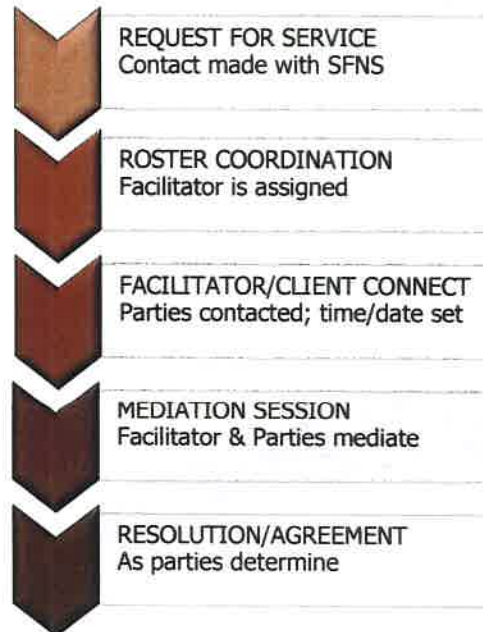 REQUEST FOR SERVICE
Contact made with SFNS
ROSTER COORDINATION
Facilitator is assigned
FACILITATOR/CLIENT CONNECT
Parties contacted; time/date set
MEDIATION SESSION
Facilitator & Parties mediate
RESOLUTION/AGREEMENT
As parties determine